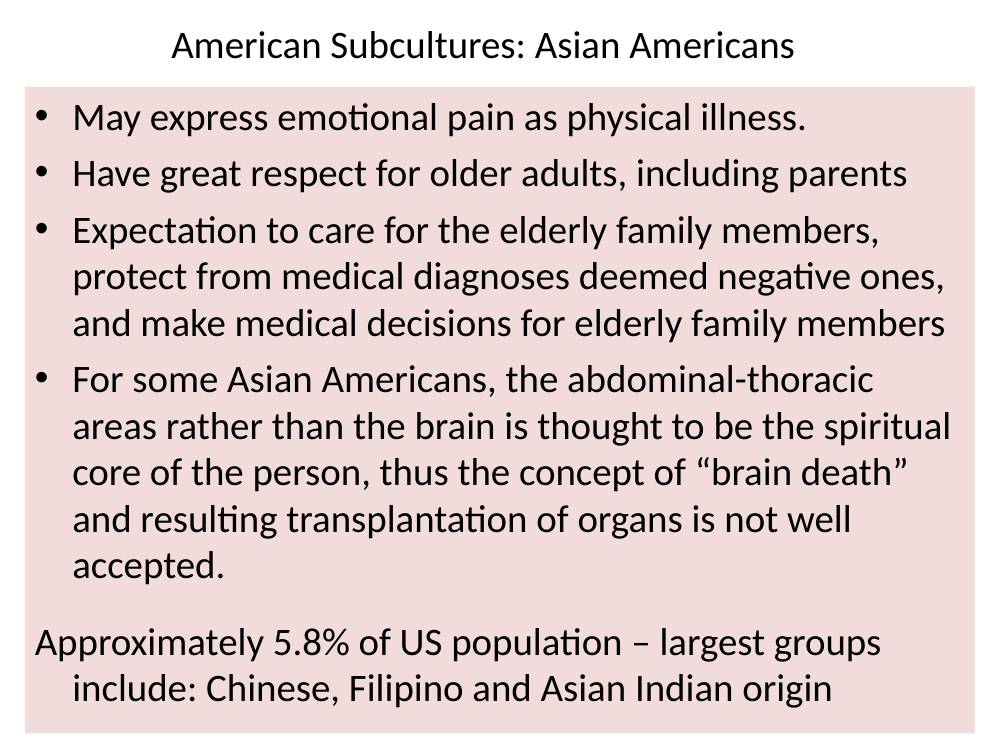 American Subcultures: Asian Americans
• May express emotional pain as physical illness.
• Have great respect for older adults, including parents
• Expectation to care for the elderly family members,
protect from medical diagnoses deemed negative ones,
and make medical decisions for elderly family members
• For some Asian Americans, the abdominal-thoracic
areas rather than the brain is thought to be the spiritual
core of the person, thus the concept of “brain death”
and resulting transplantation of organs is not well
accepted.
Approximately 5.8% of US population – largest groups
include: Chinese, Filipino and Asian Indian origin